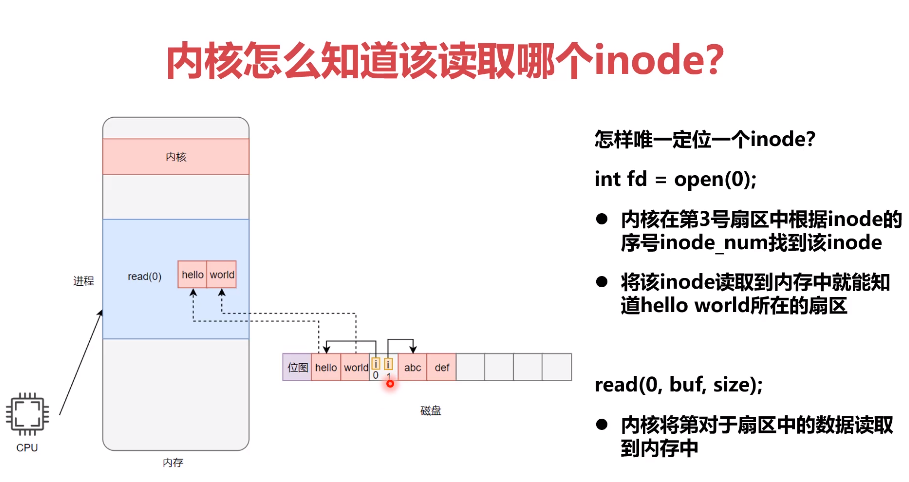 内核怎么知道该读取哪个inode?
怎样唯一定位一个inode?
int fd = open(0);
● 内核在第3号扇区中根据inode的
序号inode_num找到该inode
● 将该inode读取到内存中就能知
道hello world所在的扇区
read(0, buf, size);
● 内核将第对于扇区中的数据读取
到内存中
内核
read(0)
hello world
进程
位图 hello world i i abc def
0 1
磁盘
CPU
内存